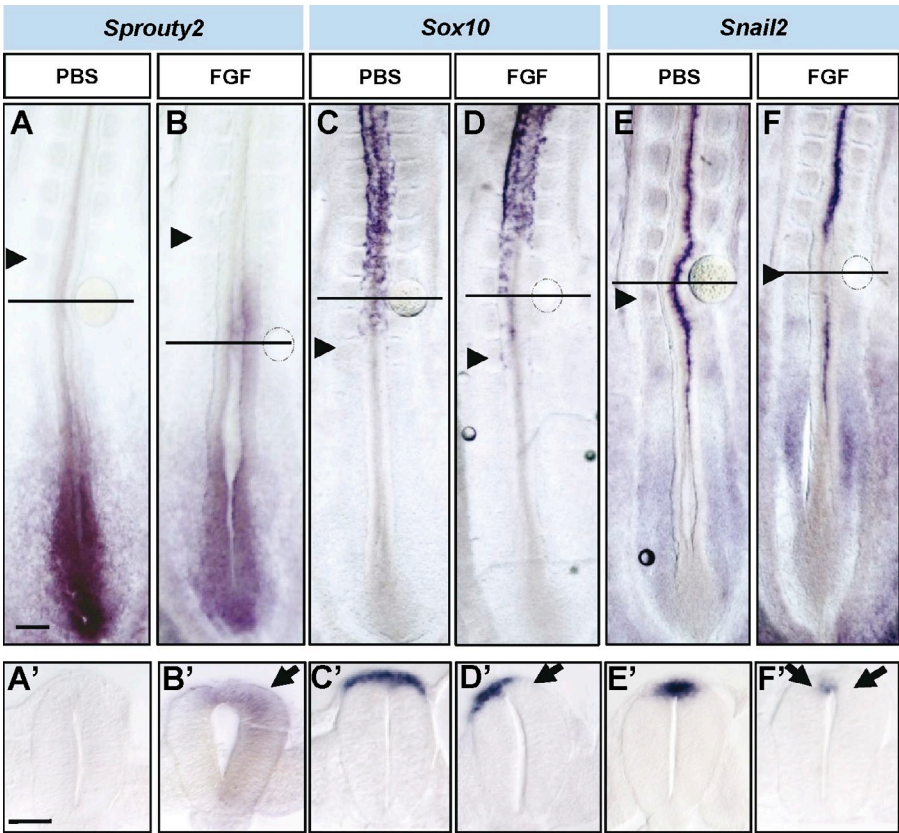 Sprouty2 Sox10 Snail2
PBS FGF PBS FGF PBS FGF
A B C D E F
A' B' C' D' E' F'